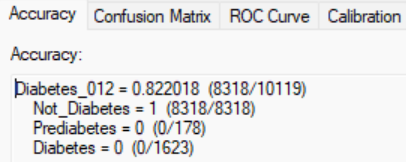 Accuracy Confusion Matrix ROC Curve Calibration
Accuracy:
Diabetes_012 = 0.822018 (8318/10119)
Not_Diabetes = 1 (8318/8318)
Prediabetes = 0 (0/178)
Diabetes = 0 (0/1623)